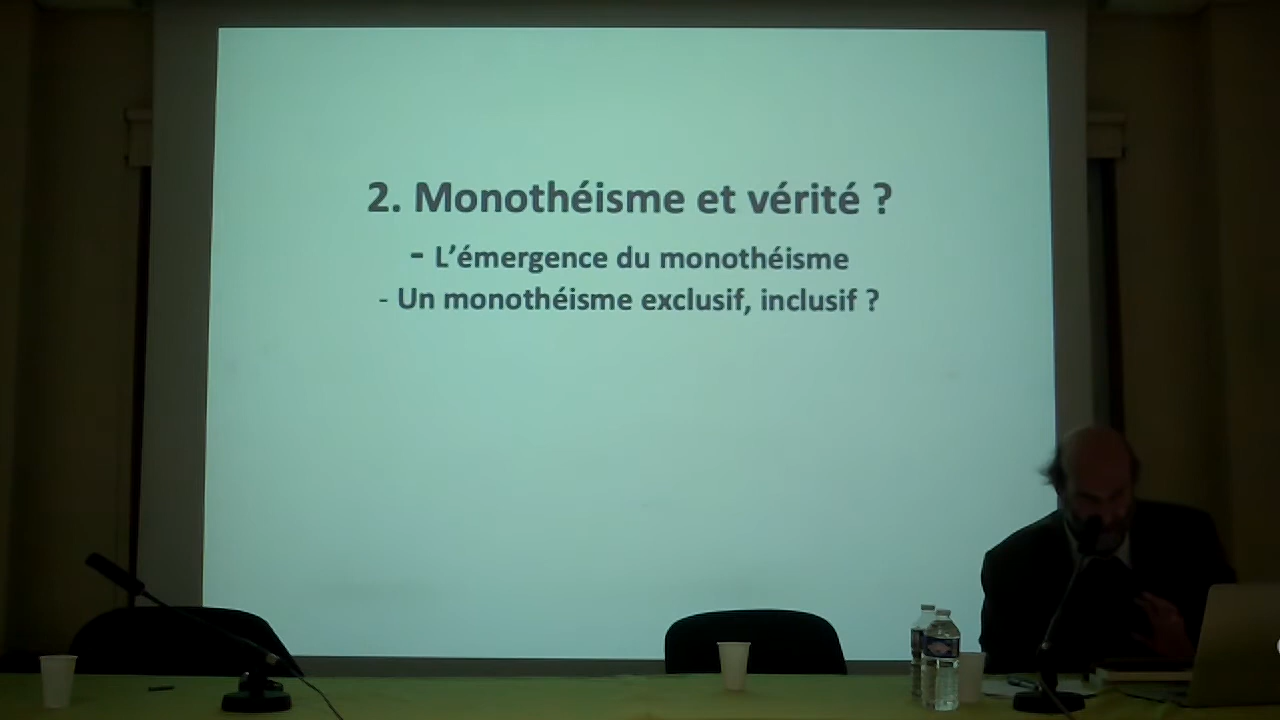 2. Monothéisme et vérité ?
- L’émergence du monothéisme
- Un monothéisme exclusif, inclusif ?